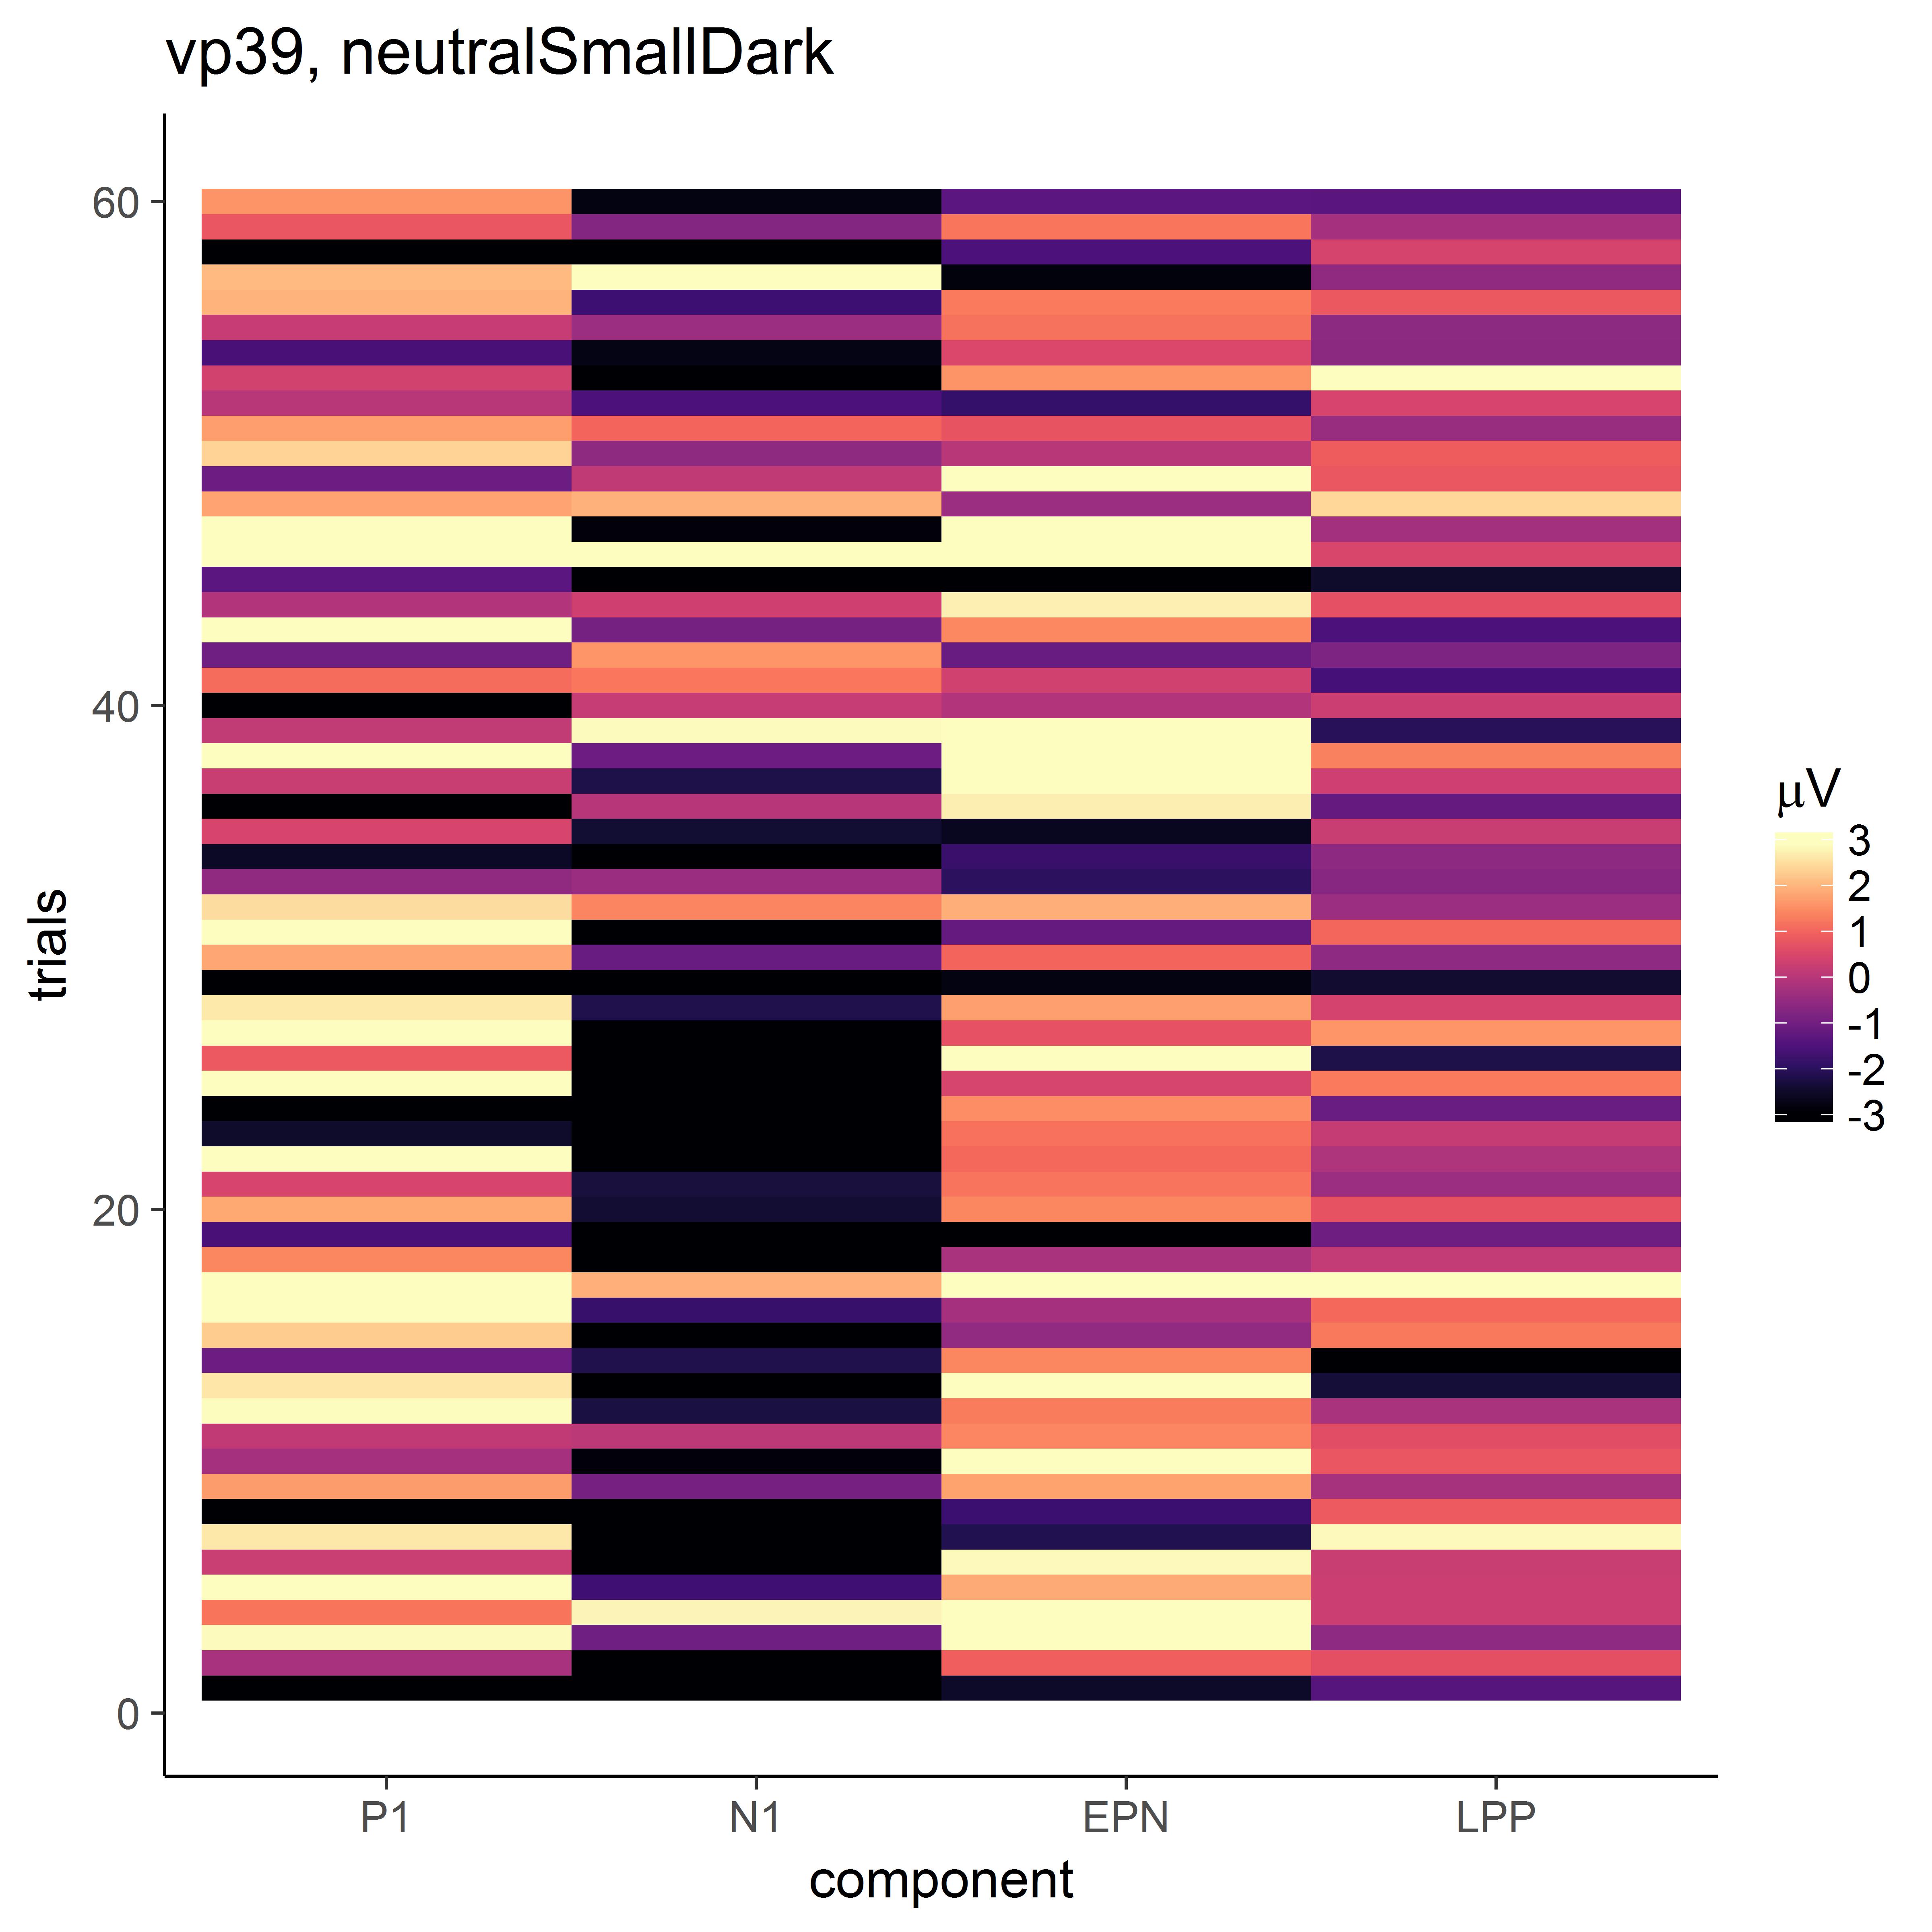 vp39, neutralSmallDark
60
40
20
0
trials
P1 N1 EPN LPP
component
μV
3
2
1
0
-1
-2
-3